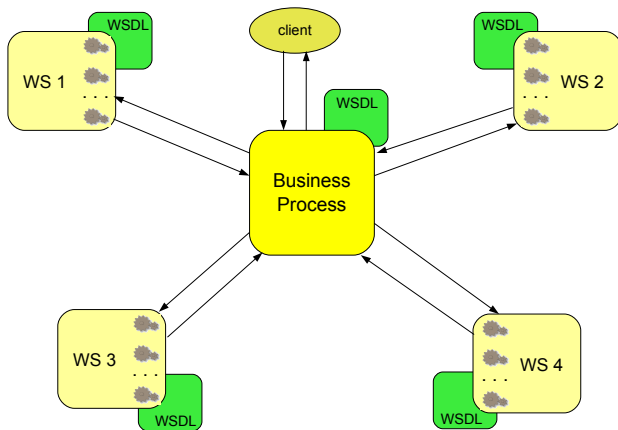 WSDL
client
WSDL
WS 1
. . .
WSDL
WS 2
. . .
Business
Process
WS 3
. . .
WSDL
WS 4
. . .
WSDL